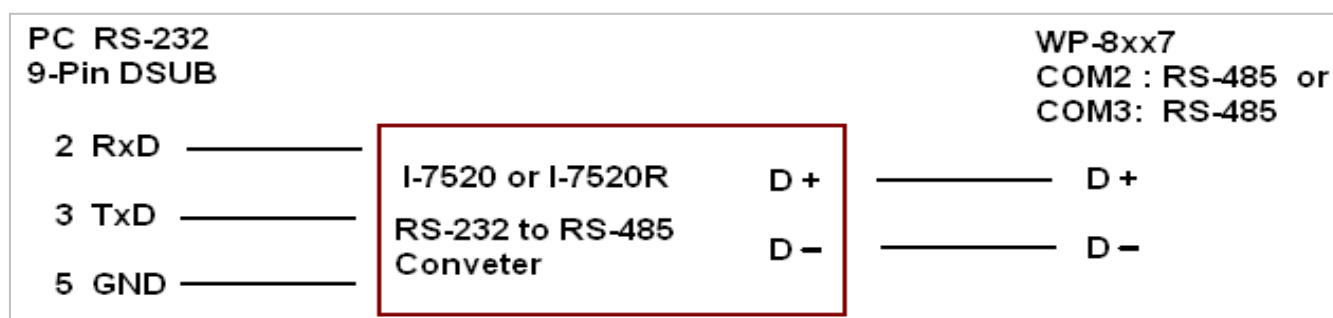 PC RS-232
9-Pin DSUB
WP-8xx7
COM2 : RS-485 or
COM3: RS-485
2 RxD
3 TxD
5 GND
I-7520 or I-7520R
RS-232 to RS-485
Conveter
D +
D −
D +
D −